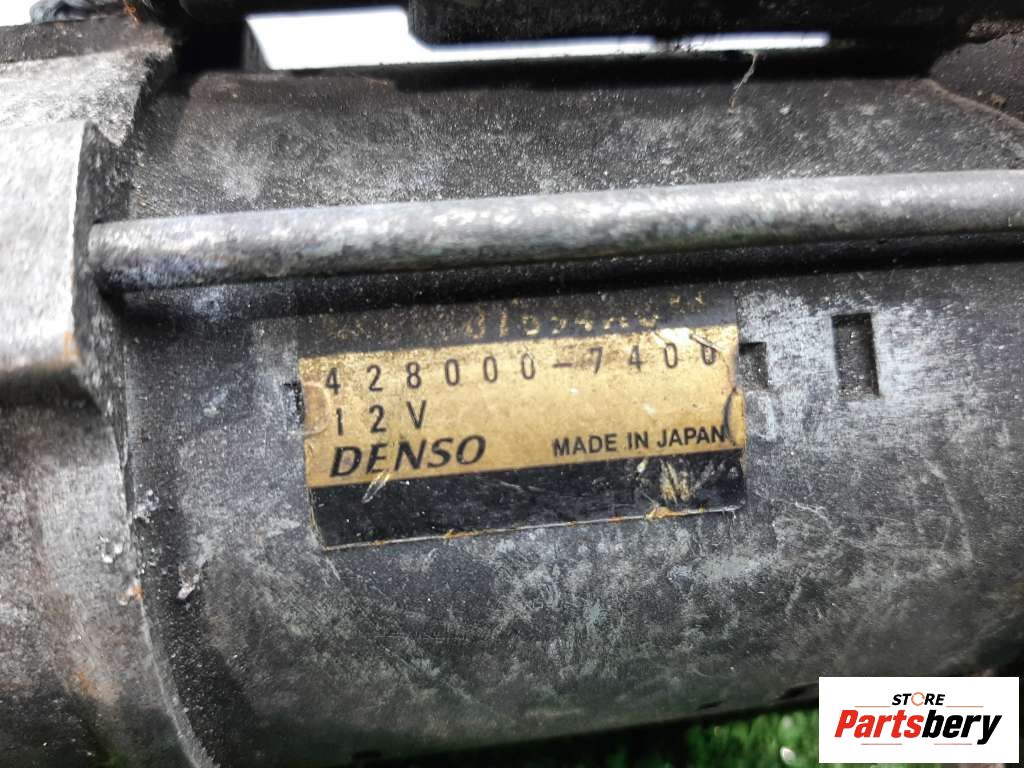 428000-7400
12V
DENSO MADE IN JAPAN
STORE
Partsbery